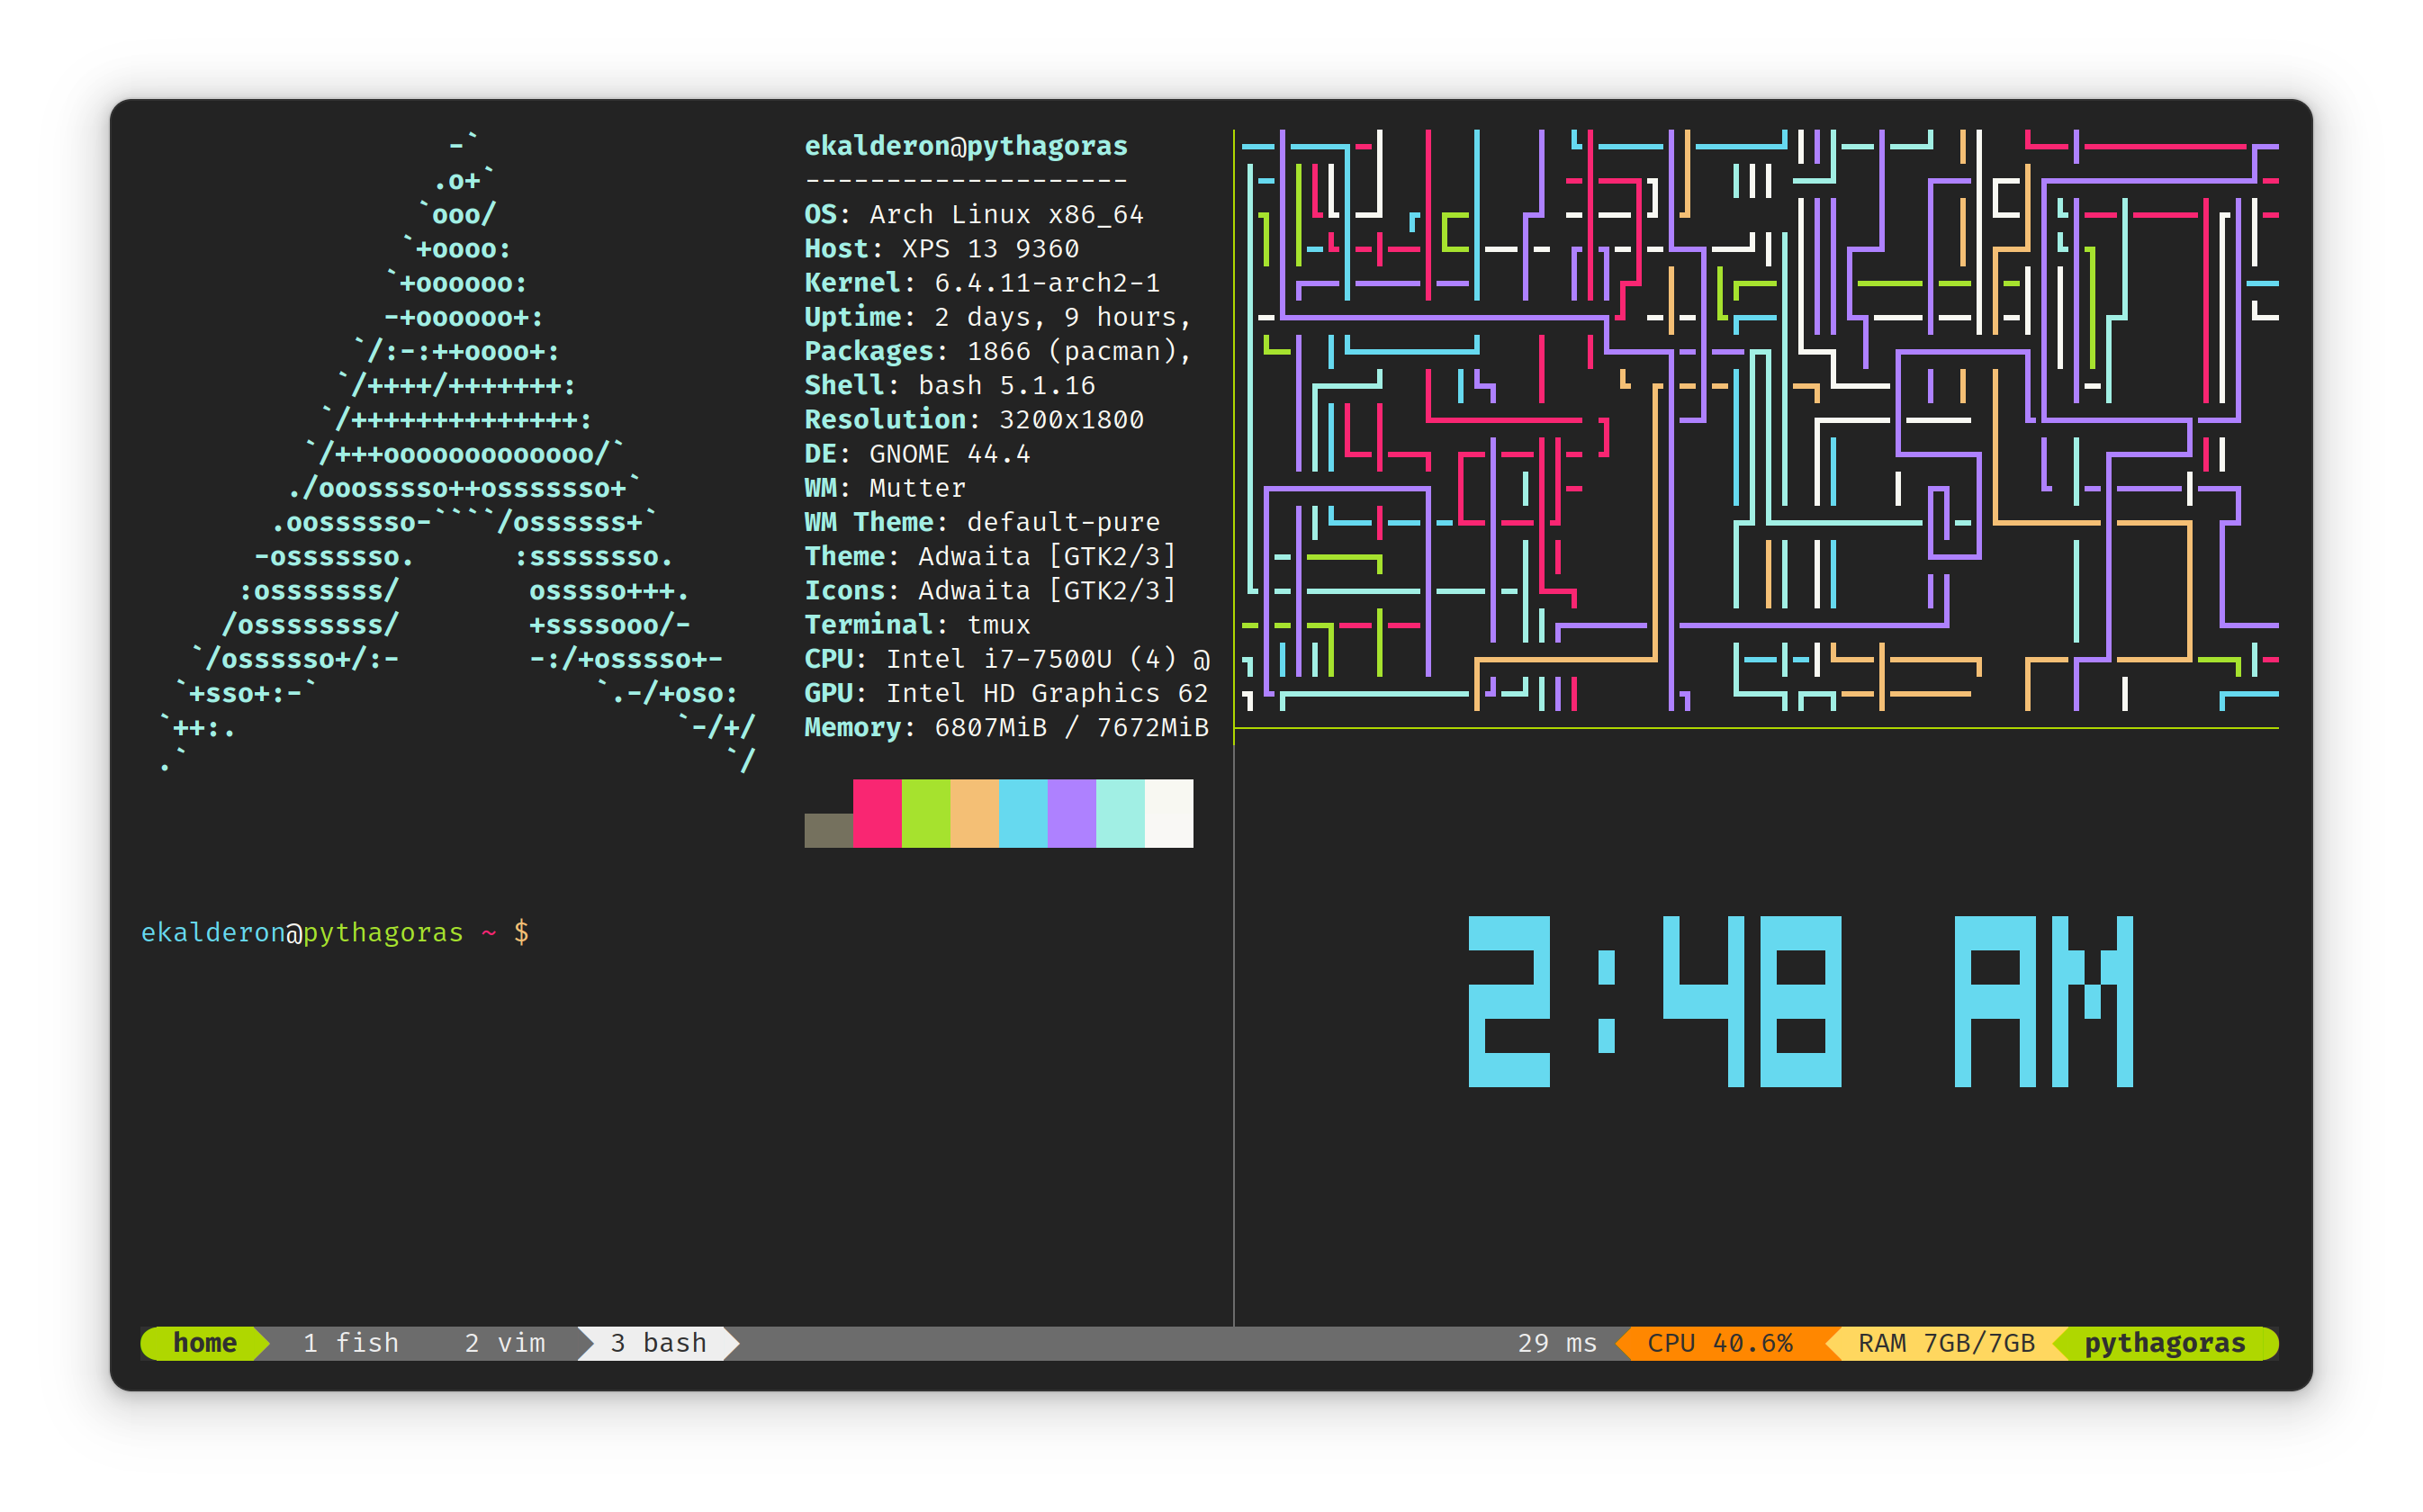 -`
.o+`
`ooo/
`+oooo:
`+oooooo:
-+oooooo+:
`/:-:++oooo+:
`/++++/+++++++:
`/++++++++++++++:
`/+++ooooooooooooo/`
./ooosssso++osssssso+`
.oossssso-````/ossssss+`
-osssssso.      :ssssssso.
:osssssss/        osssso+++.
/ossssssss/        +ssssooo/-
`/ossssso+/:-        -:/+osssso+-
`+sso+:-`                 `.-/+oso:
`++:.                           `-/+/
.`                                 `/
ekalderon@pythagoras
--------------------
OS: Arch Linux x86_64
Host: XPS 13 9360
Kernel: 6.4.11-arch2-1
Uptime: 2 days, 9 hours,
Packages: 1866 (pacman),
Shell: bash 5.1.16
Resolution: 3200x1800
DE: GNOME 44.4
WM: Mutter
WM Theme: default-pure
Theme: Adwaita [GTK2/3]
Icons: Adwaita [GTK2/3]
Terminal: tmux
CPU: Intel i7-7500U (4) @
GPU: Intel HD Graphics 62
Memory: 6807MiB / 7672MiB
ekalderon@pythagoras ~ $
2:48 AM
home 1 fish 2 vim 3 bash 29 ms CPU 40.6% RAM 7GB/7GB pythagoras